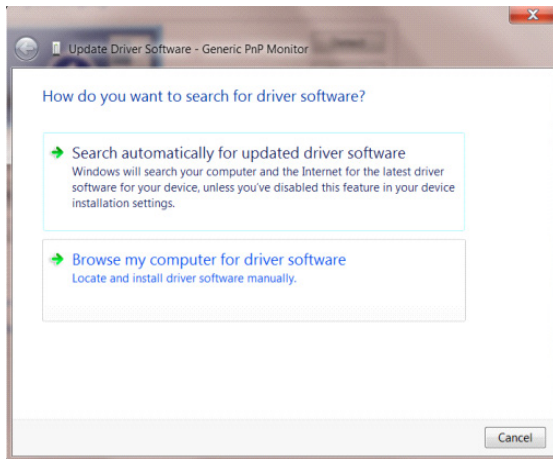 Update Driver Software - Generic PnP Monitor
How do you want to search for driver software?
Search automatically for updated driver software
Windows will search your computer and the Internet for the latest driver
software for your device, unless you've disabled this feature in your device
installation settings.
Browse my computer for driver software
Locate and install driver software manually.
Cancel